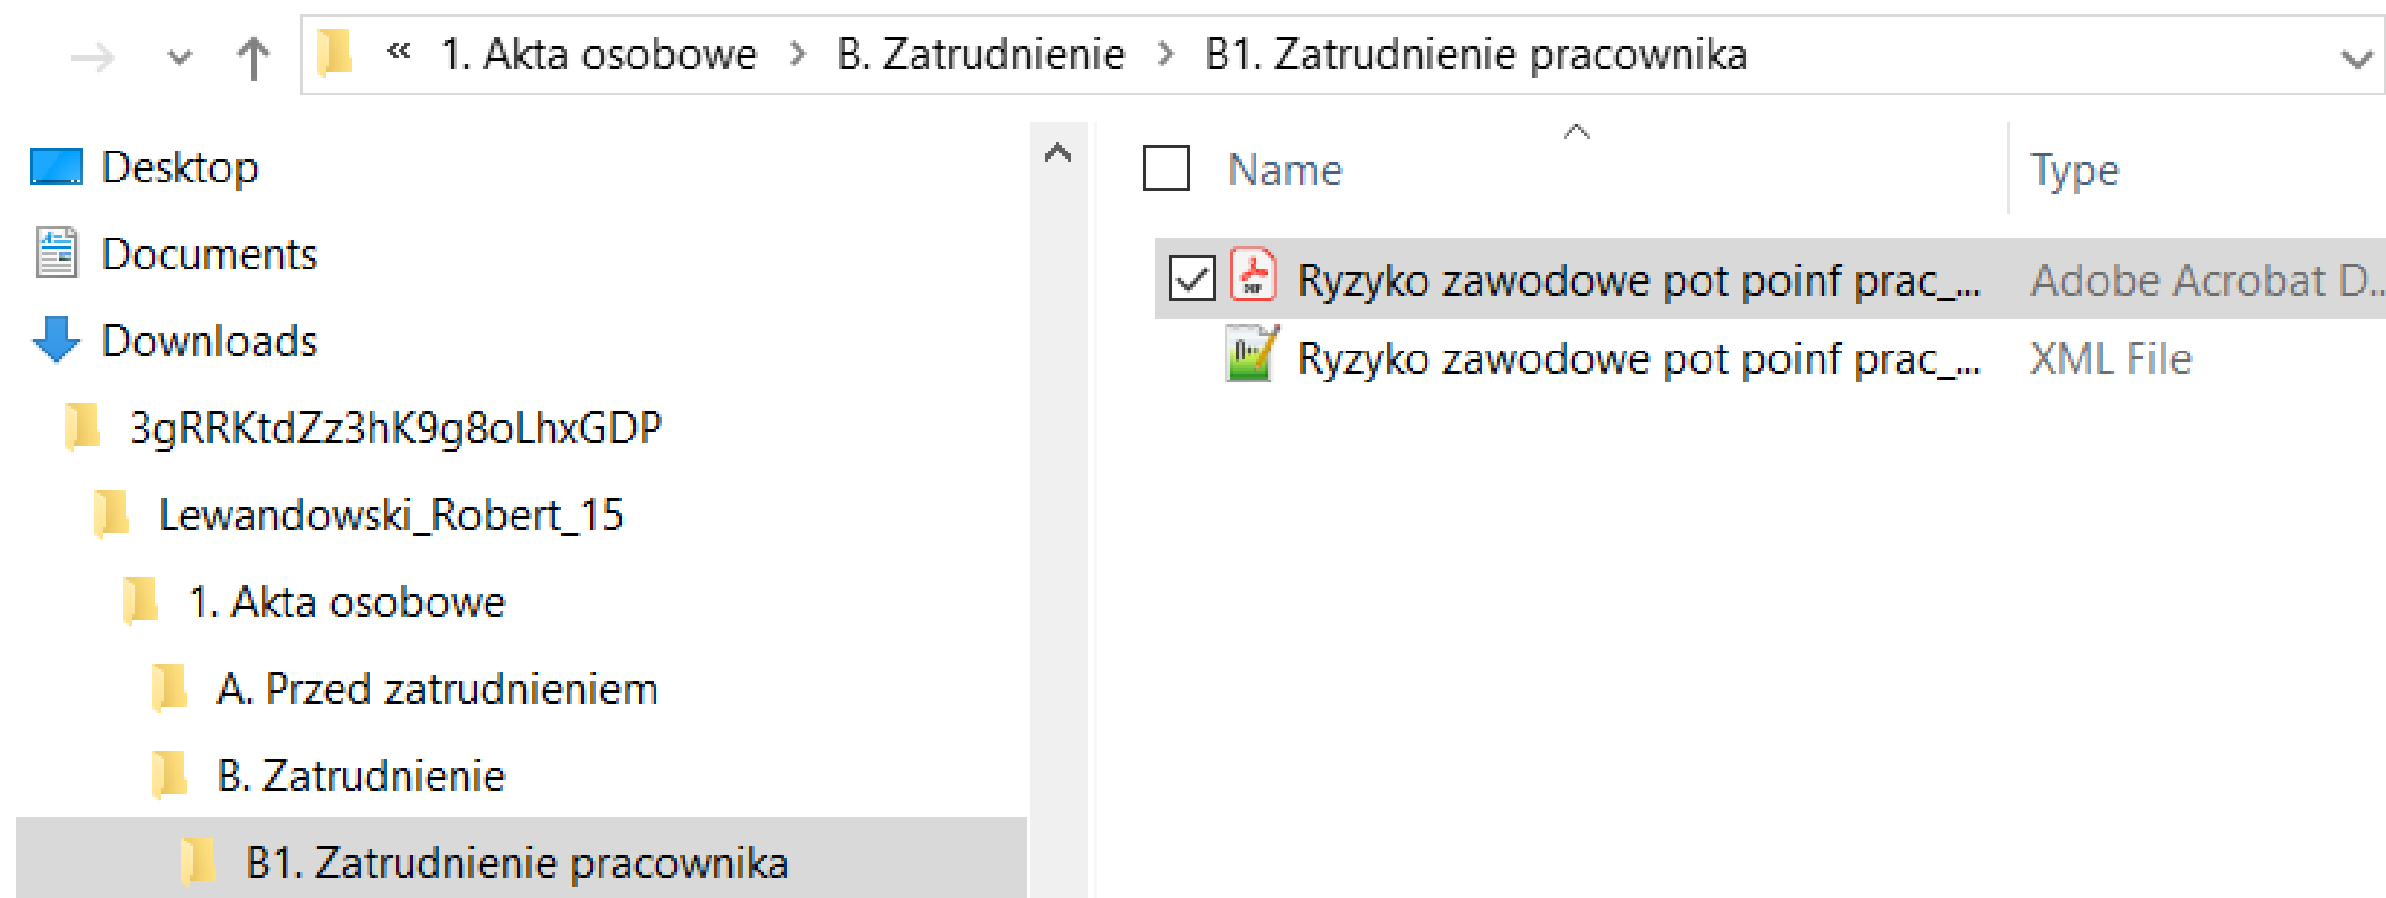 « 1. Akta osobowe > B. Zatrudnienie > B1. Zatrudnienie pracownika
Desktop
Documents
Downloads
3gRRKtdZz3hK9g8oLhxGDP
Lewandowski_Robert_15
1. Akta osobowe
A. Przed zatrudnieniem
B. Zatrudnienie
B1. Zatrudnienie pracownika
Name Type
Ryzyko zawodowe pot poinf prac_... Adobe Acrobat D...
Ryzyko zawodowe pot poinf prac_... XML File